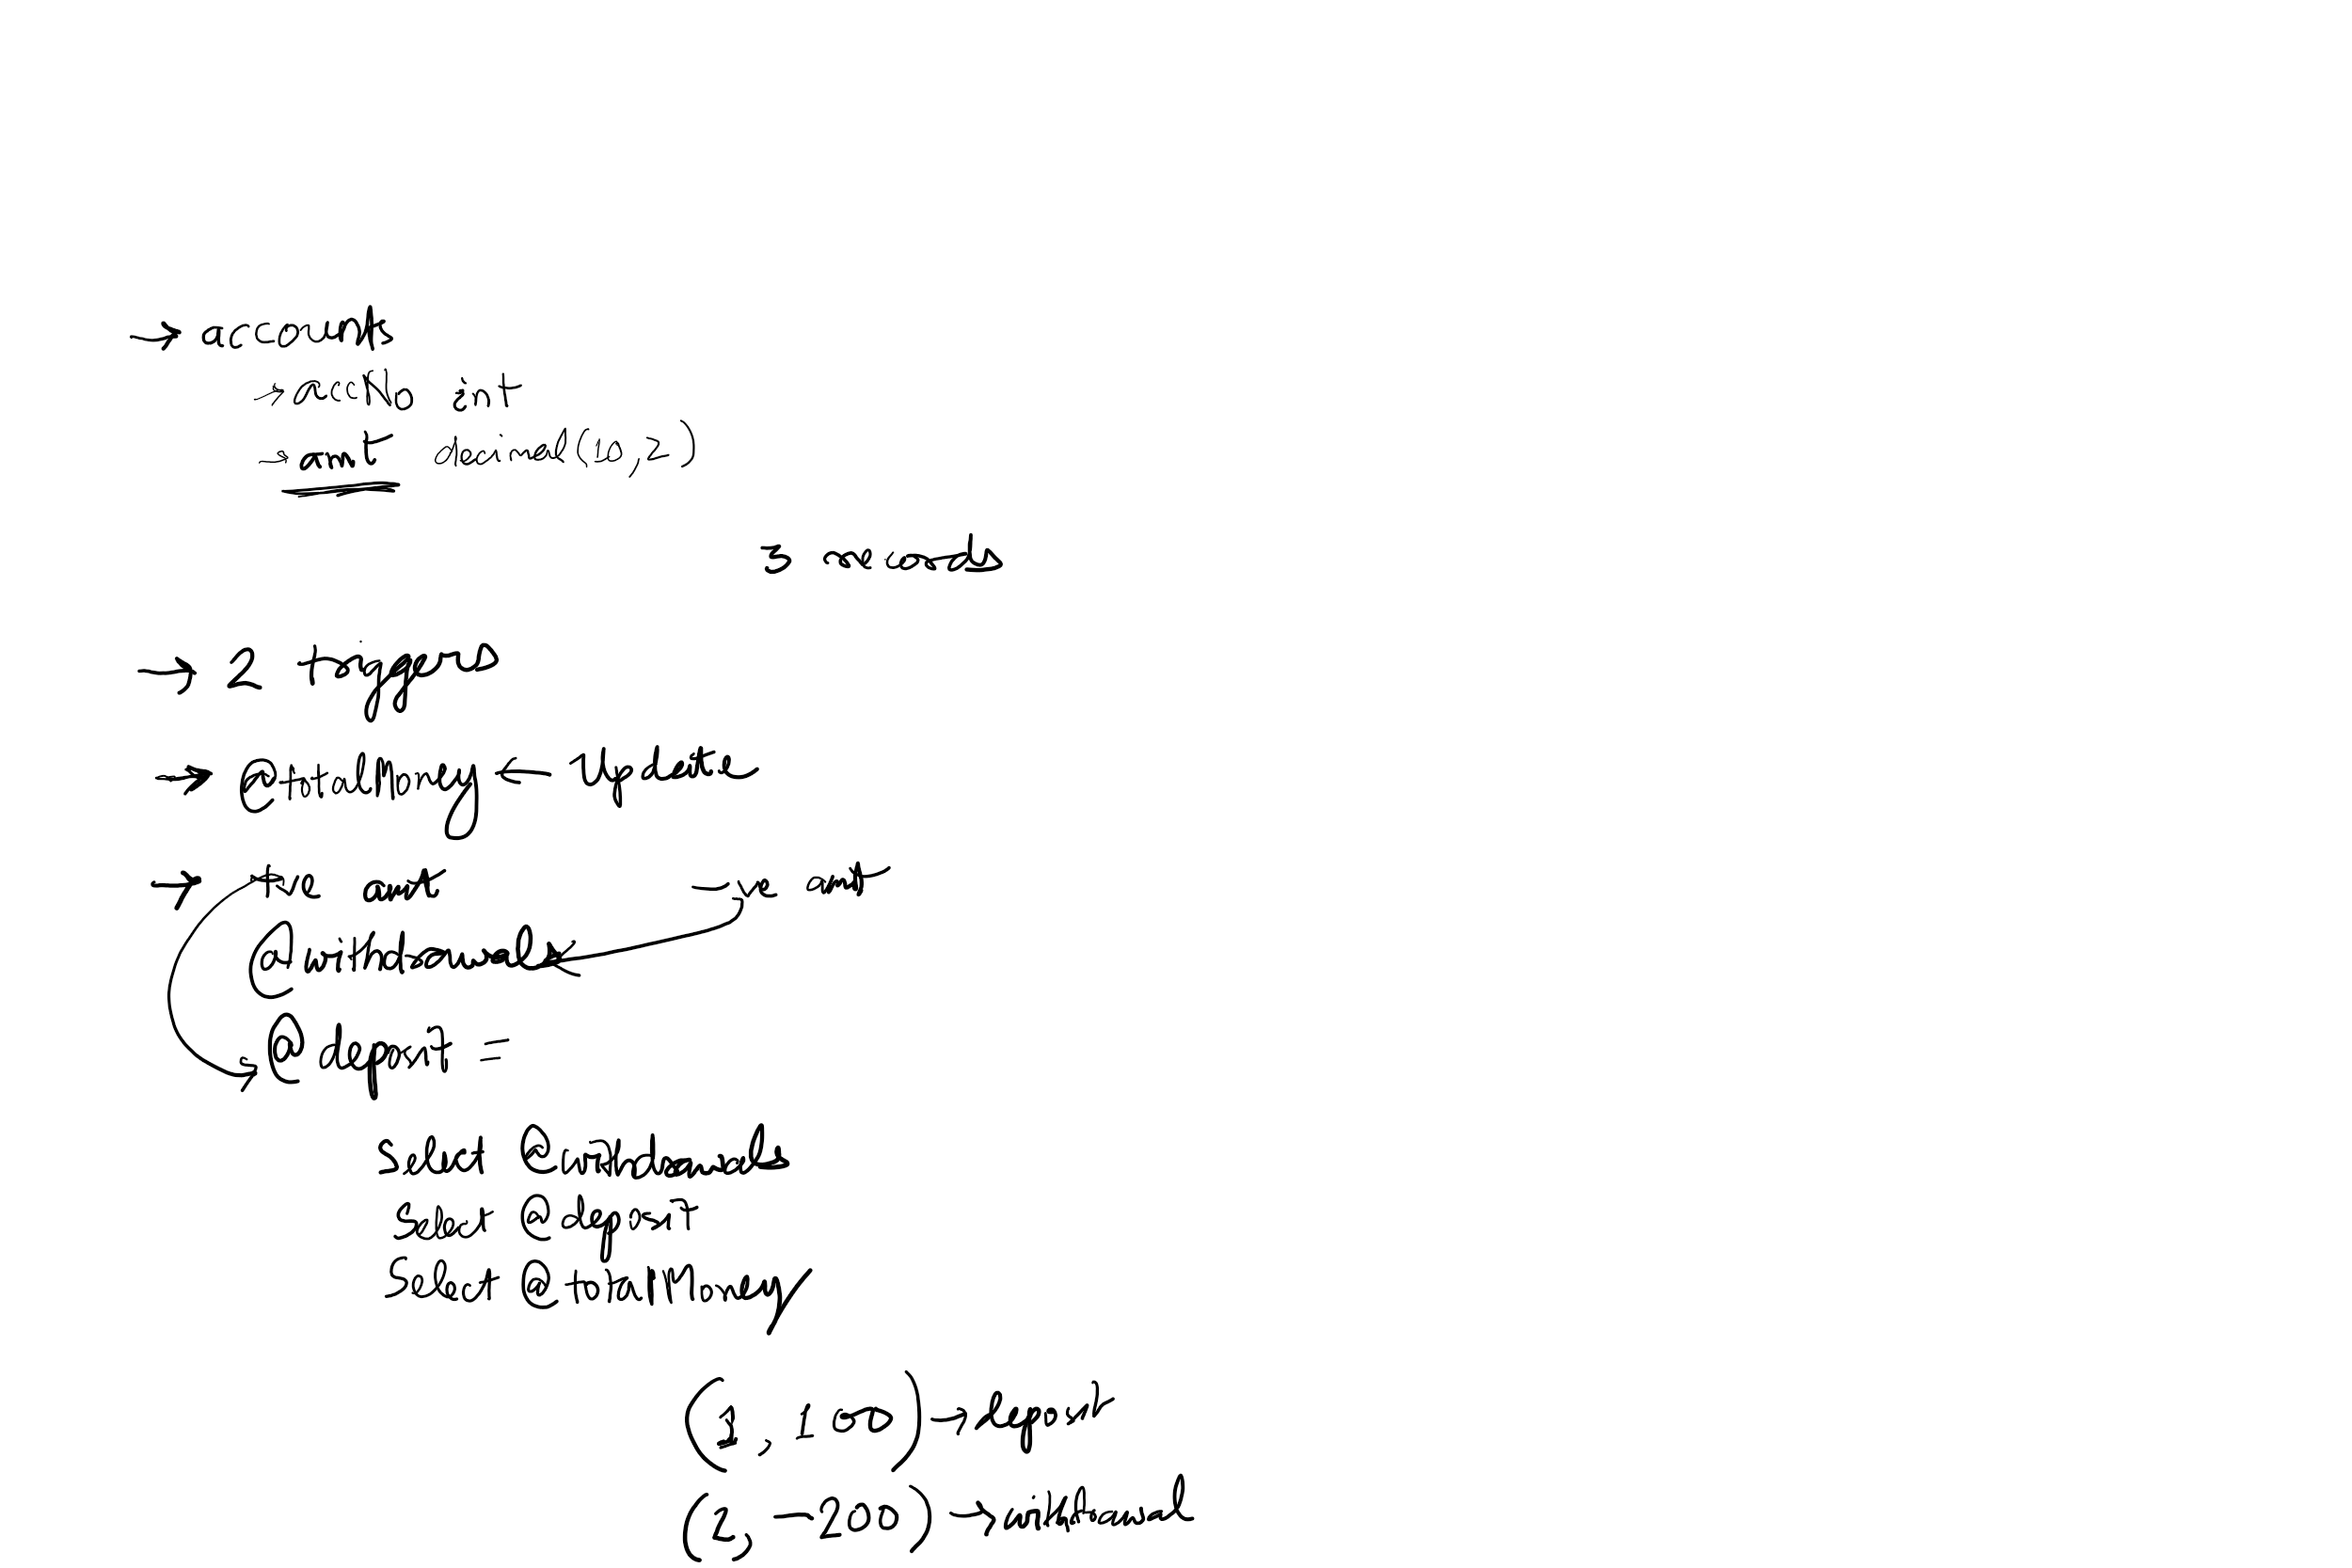 → accounts
→ accNo int
→ amt decimal(10,2)
3 records
→ 2 triggers
→ @totalMoney ← Update
→ +ve amt -ve amt
@withdrawals
@deposit =
Select @withdrawals
Select @deposit
Select @totalMoney
(1, 100) → deposit
(2, -200) → withdrawal